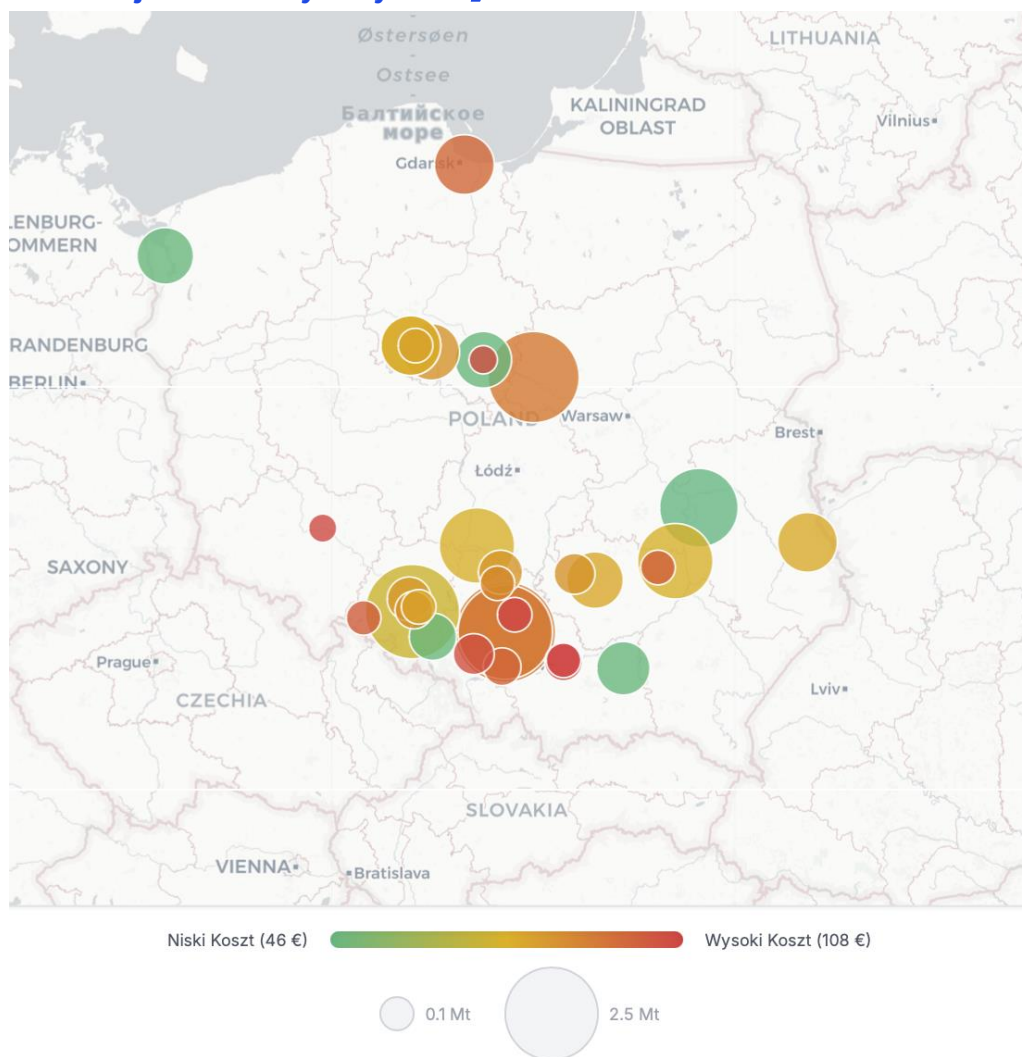 Østersøen
-
Ostsee
-
Балтийское
море
LITHUANIA
KALININGRAD
OBLAST
Vilnius
Gdańsk
LENBURG-
OMMERN
RANDENBURG
BERLIN
POLAND
Warsaw
Brest
Łódź
SAXONY
Prague
CZECHIA
Lviv
SLOVAKIA
VIENNA
Bratislava
Niski Koszt (46 €)
Wysoki Koszt (108 €)
0.1 Mt
2.5 Mt